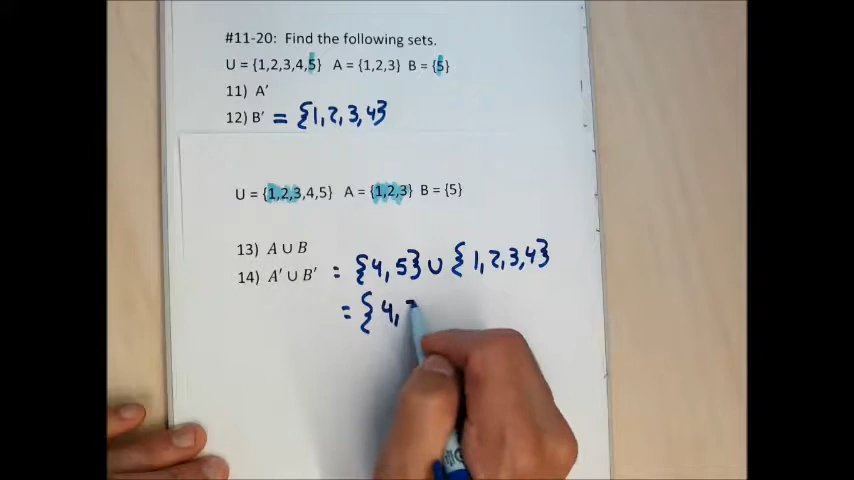 #11-20: Find the following sets.
U = {1,2,3,4,5} A = {1,2,3} B = {5}
11) A′
12) B′ = {1, 2, 3, 4}
U = {1,2,3,4,5} A = {1,2,3} B = {5}
13) A ∪ B
14) A′ ∪ B′ = {4, 5} ∪ {1, 2, 3, 4}
= {4,